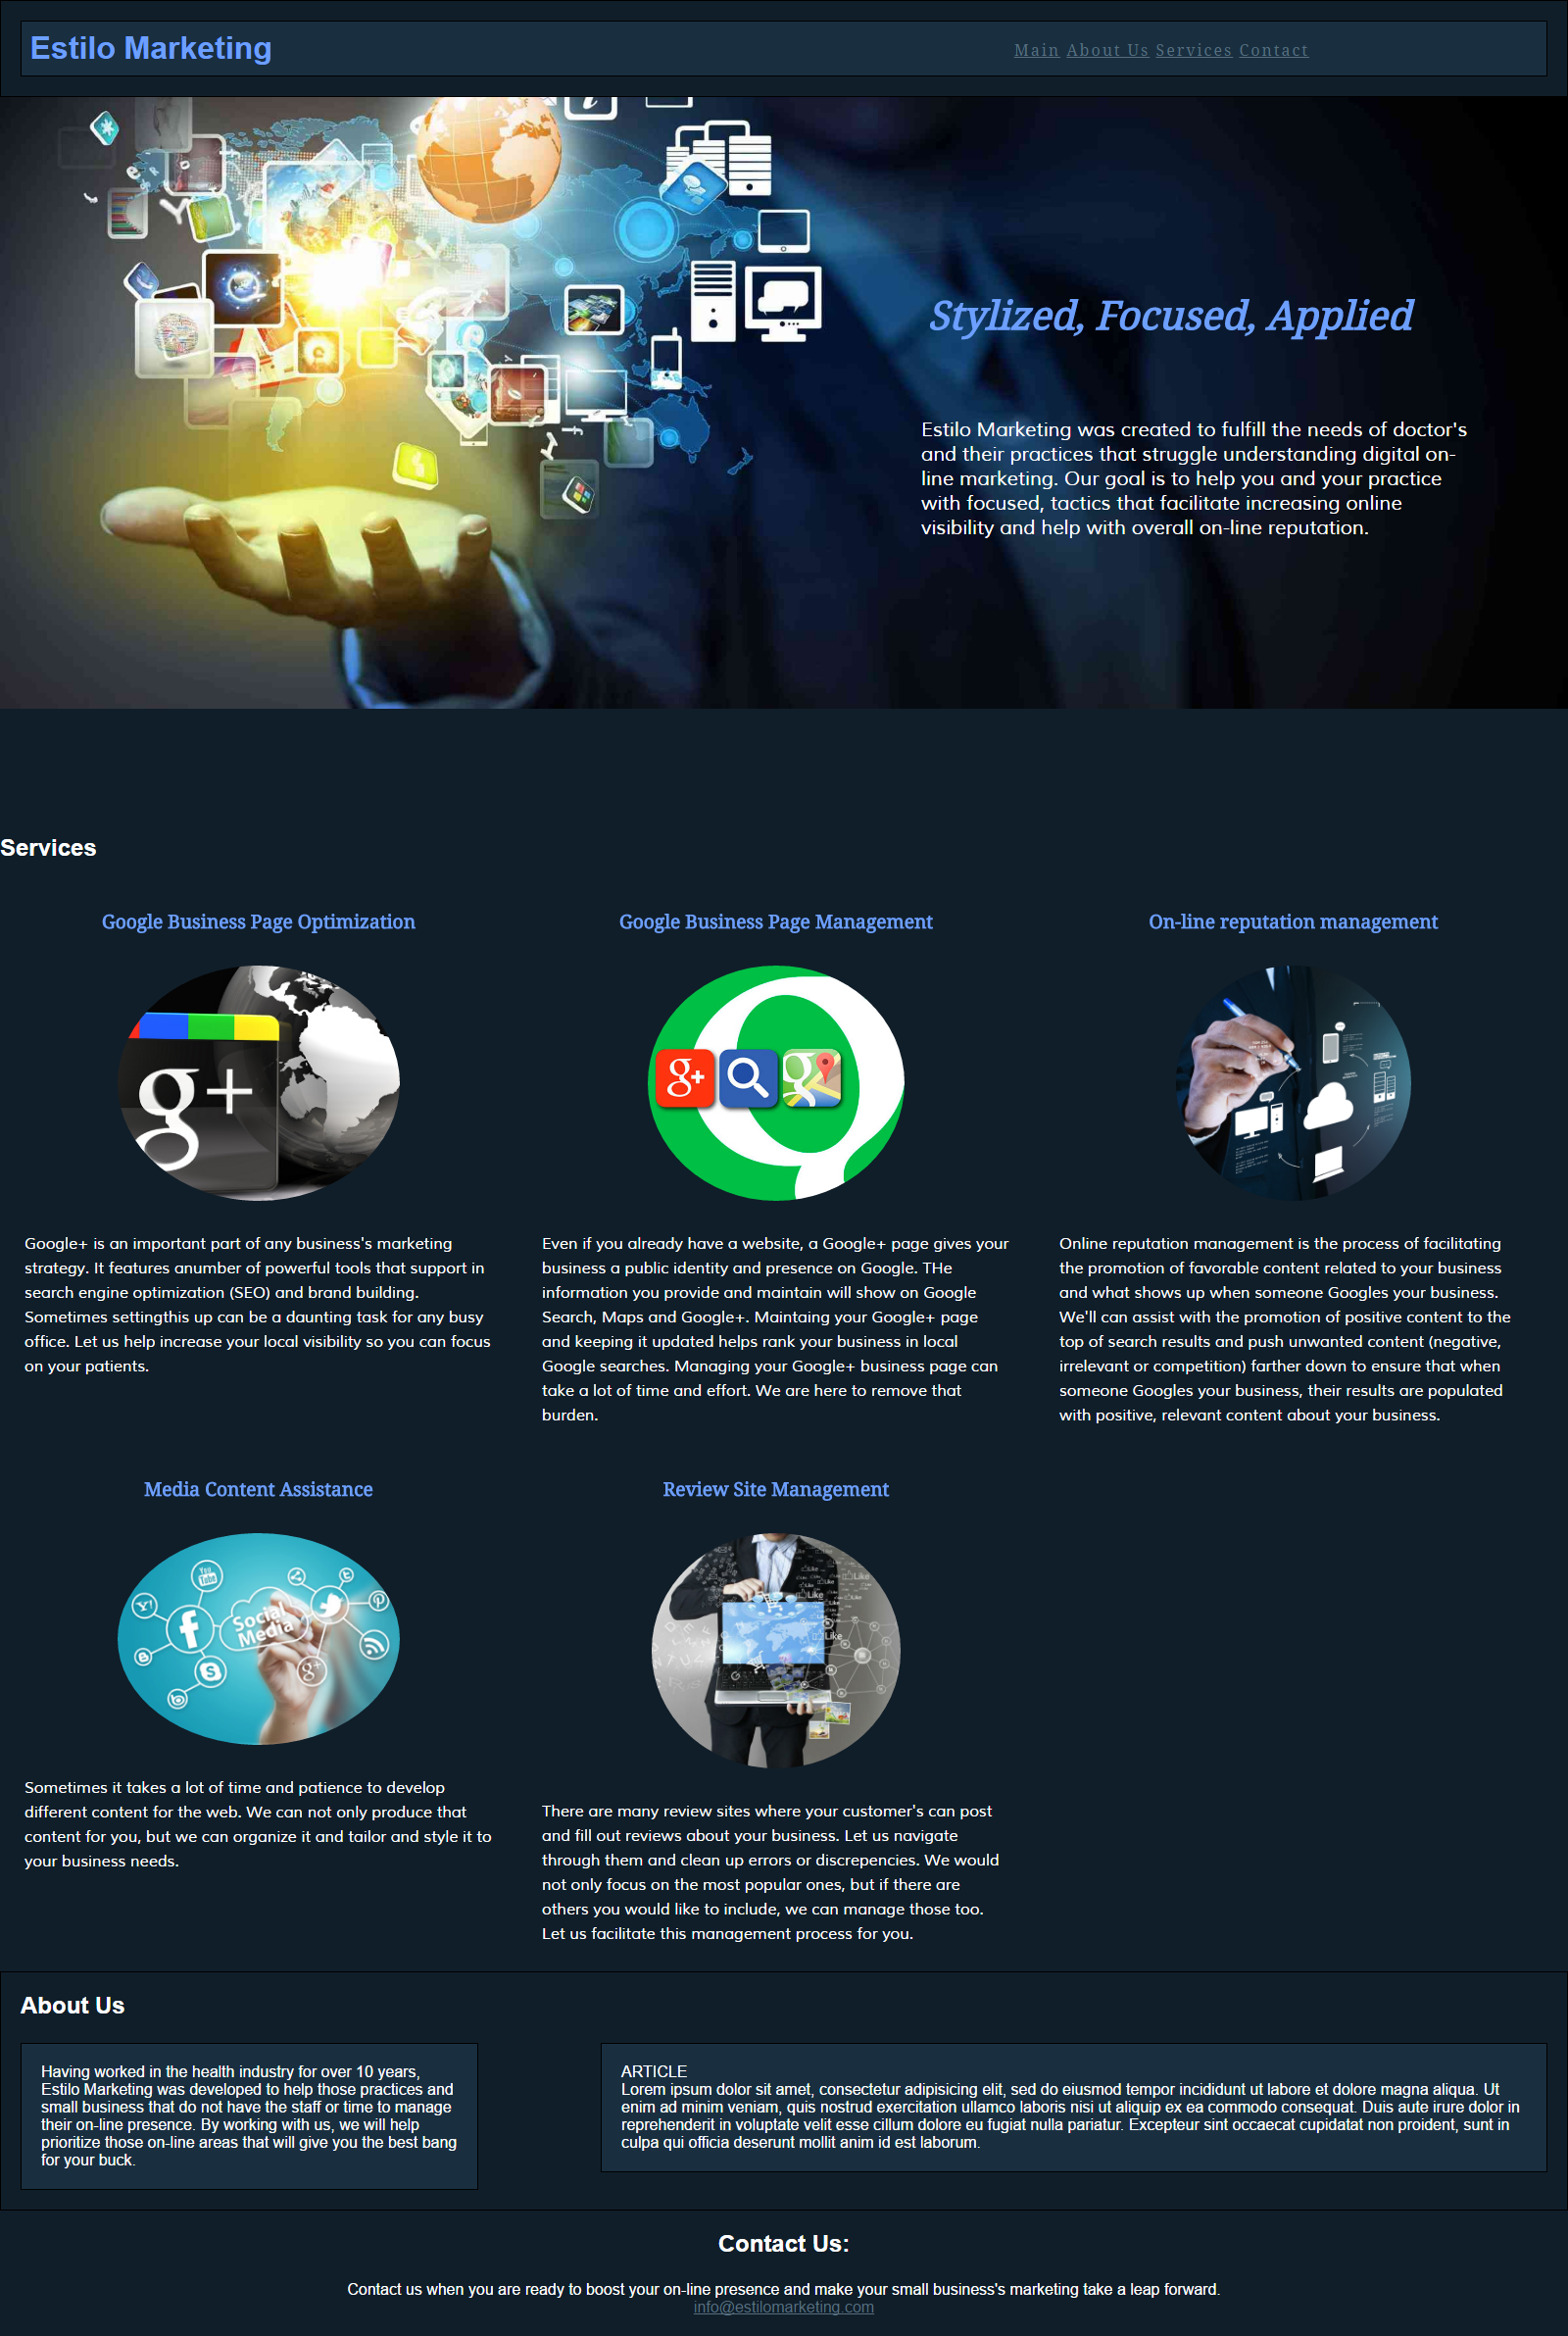 Estilo Marketing
Main About Us Services Contact
Stylized, Focused, Applied
Estilo Marketing was created to fulfill the needs of doctor's
and their practices that struggle understanding digital on-
line marketing. Our goal is to help you and your practice
with focused, tactics that facilitate increasing online
visibility and help with overall on-line reputation.
Services
Google Business Page Optimization
g+
Google+ is an important part of any business's marketing
strategy. It features anumber of powerful tools that support in
search engine optimization (SEO) and brand building.
Sometimes settingthis up can be a daunting task for any busy
office. Let us help increase your local visibility so you can focus
on your patients.
Google Business Page Management
g+ g
Even if you already have a website, a Google+ page gives your
business a public identity and presence on Google. THe
information you provide and maintain will show on Google
Search, Maps and Google+. Maintaing your Google+ page
and keeping it updated helps rank your business in local
Google searches. Managing your Google+ business page can
take a lot of time and effort. We are here to remove that
burden.
On-line reputation management
Online reputation management is the process of facilitating
the promotion of favorable content related to your business
and what shows up when someone Googles your business.
We'll can assist with the promotion of positive content to the
top of search results and push unwanted content (negative,
irrelevant or competition) farther down to ensure that when
someone Googles your business, their results are populated
with positive, relevant content about your business.
Media Content Assistance
You Tube
Y!
Social
Media
g+
Sometimes it takes a lot of time and patience to develop
different content for the web. We can not only produce that
content for you, but we can organize it and tailor and style it to
your business needs.
Review Site Management
Like
Like
Like
Like
There are many review sites where your customer's can post
and fill out reviews about your business. Let us navigate
through them and clean up errors or discrepencies. We would
not only focus on the most popular ones, but if there are
others you would like to include, we can manage those too.
Let us facilitate this management process for you.
About Us
Having worked in the health industry for over 10 years,
Estilo Marketing was developed to help those practices and
small business that do not have the staff or time to manage
their on-line presence. By working with us, we will help
prioritize those on-line areas that will give you the best bang
for your buck.
ARTICLE
Lorem ipsum dolor sit amet, consectetur adipisicing elit, sed do eiusmod tempor incididunt ut labore et dolore magna aliqua. Ut
enim ad minim veniam, quis nostrud exercitation ullamco laboris nisi ut aliquip ex ea commodo consequat. Duis aute irure dolor in
reprehenderit in voluptate velit esse cillum dolore eu fugiat nulla pariatur. Excepteur sint occaecat cupidatat non proident, sunt in
culpa qui officia deserunt mollit anim id est laborum.
Contact Us:
Contact us when you are ready to boost your on-line presence and make your small business's marketing take a leap forward.
info@estilomarketing.com